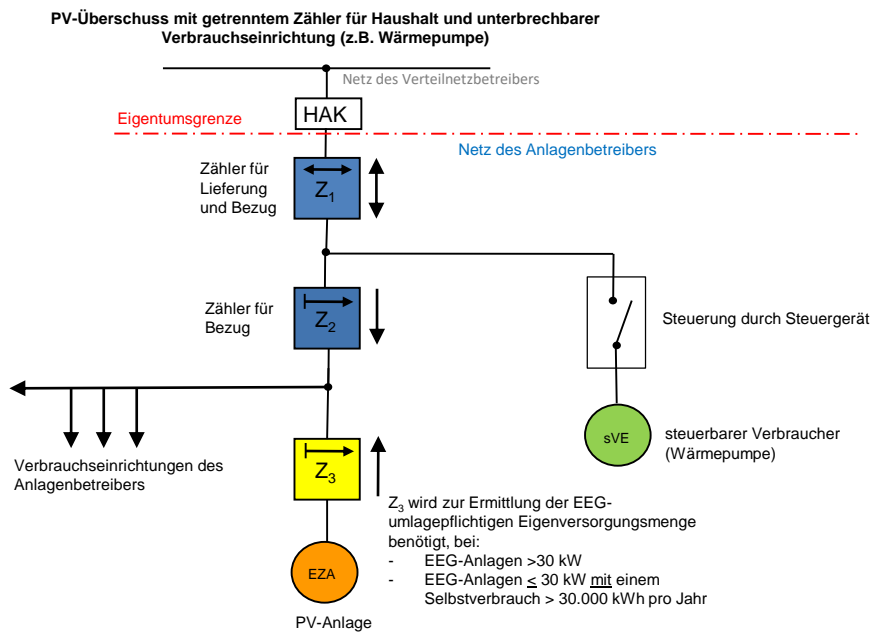 PV-Überschuss mit getrenntem Zähler für Haushalt und unterbrechbarer
Verbrauchseinrichtung (z.B. Wärmepumpe)
Netz des Verteilnetzbetreibers
HAK
Eigentumsgrenze
Netz des Anlagenbetreibers
Zähler für
Lieferung
und Bezug
Z1
Zähler für
Bezug
Z2
Steuerung durch Steuergerät
sVE
steuerbarer Verbraucher
(Wärmepumpe)
Verbrauchseinrichtungen des
Anlagenbetreibers
Z3
Z3 wird zur Ermittlung der EEG-
umlagepflichtigen Eigenversorgungsmenge
benötigt, bei:
- EEG-Anlagen >30 kW
- EEG-Anlagen ≤ 30 kW mit einem
Selbstverbrauch > 30.000 kWh pro Jahr
EZA
PV-Anlage